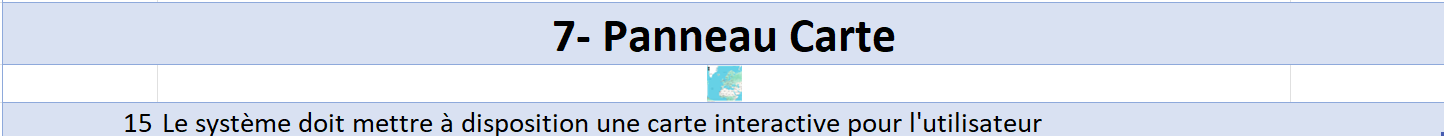 7- Panneau Carte
15 Le système doit mettre à disposition une carte interactive pour l'utilisateur